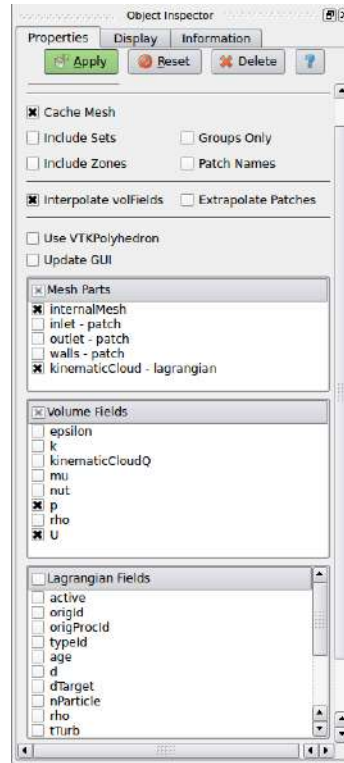 Object Inspector
Properties Display Information
Apply Reset Delete ?
Cache Mesh
Include Sets Groups Only
Include Zones Patch Names
Interpolate volFields Extrapolate Patches
Use VTKPolyhedron
Update GUI
Mesh Parts
internalMesh
inlet - patch
outlet - patch
walls - patch
kinematicCloud - lagrangian
Volume Fields
epsilon
k
kinematicCloudQ
mu
nut
p
rho
U
Lagrangian Fields
active
origId
origProcId
typeId
age
d
dTarget
nParticle
rho
tTurb